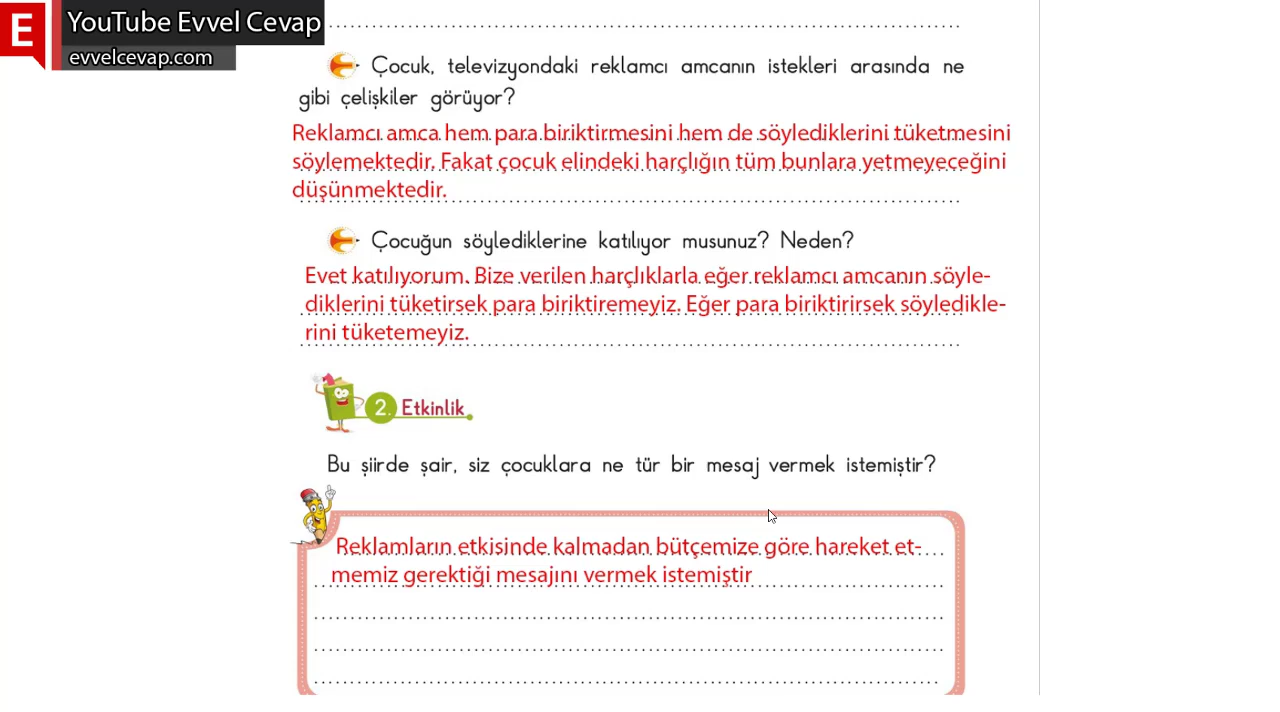 E
YouTube Evvel Cevap
evvelcevap.com
Çocuk, televizyondaki reklamcı amcanın istekleri arasında ne
gibi çelişkiler görüyor?
Reklamcı amca hem para biriktirmesini hem de söylediklerini tüketmesini
söylemektedir. Fakat çocuk elindeki harçlığın tüm bunlara yetmeyeceğini
düşünmektedir.
Çocuğun söylediklerine katılıyor musunuz? Neden?
Evet katılıyorum. Bize verilen harçlıklarla eğer reklamcı amcanın söyle-
diklerini tüketirsek para biriktiremeyiz. Eğer para biriktirirsek söyledikle-
rini tüketemeyiz.
2. Etkinlik
Bu şiirde şair, siz çocuklara ne tür bir mesaj vermek istemiştir?
Reklamların etkisinde kalmadan bütçemize göre hareket et-
memiz gerektiği mesajını vermek istemiştir